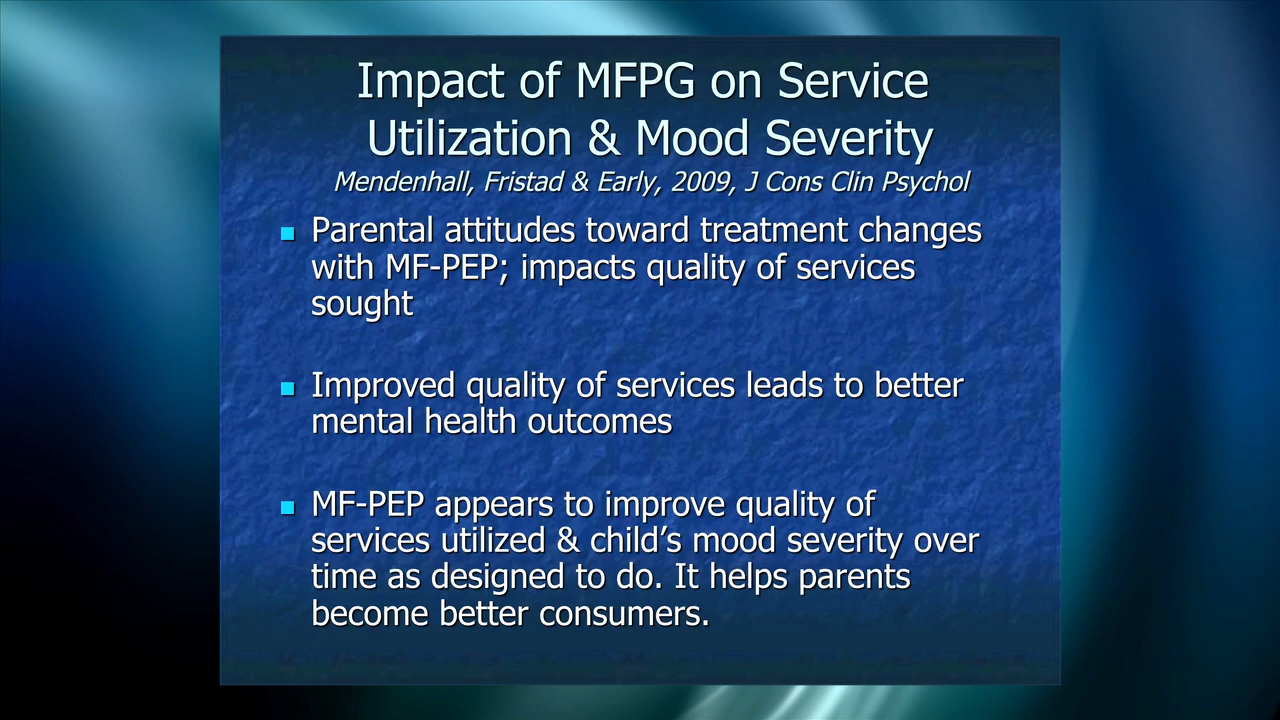 Impact of MFPG on Service
Utilization & Mood Severity
Mendenhall, Fristad & Early, 2009, J Cons Clin Psychol
Parental attitudes toward treatment changes
with MF-PEP; impacts quality of services
sought
Improved quality of services leads to better
mental health outcomes
MF-PEP appears to improve quality of
services utilized & child’s mood severity over
time as designed to do. It helps parents
become better consumers.